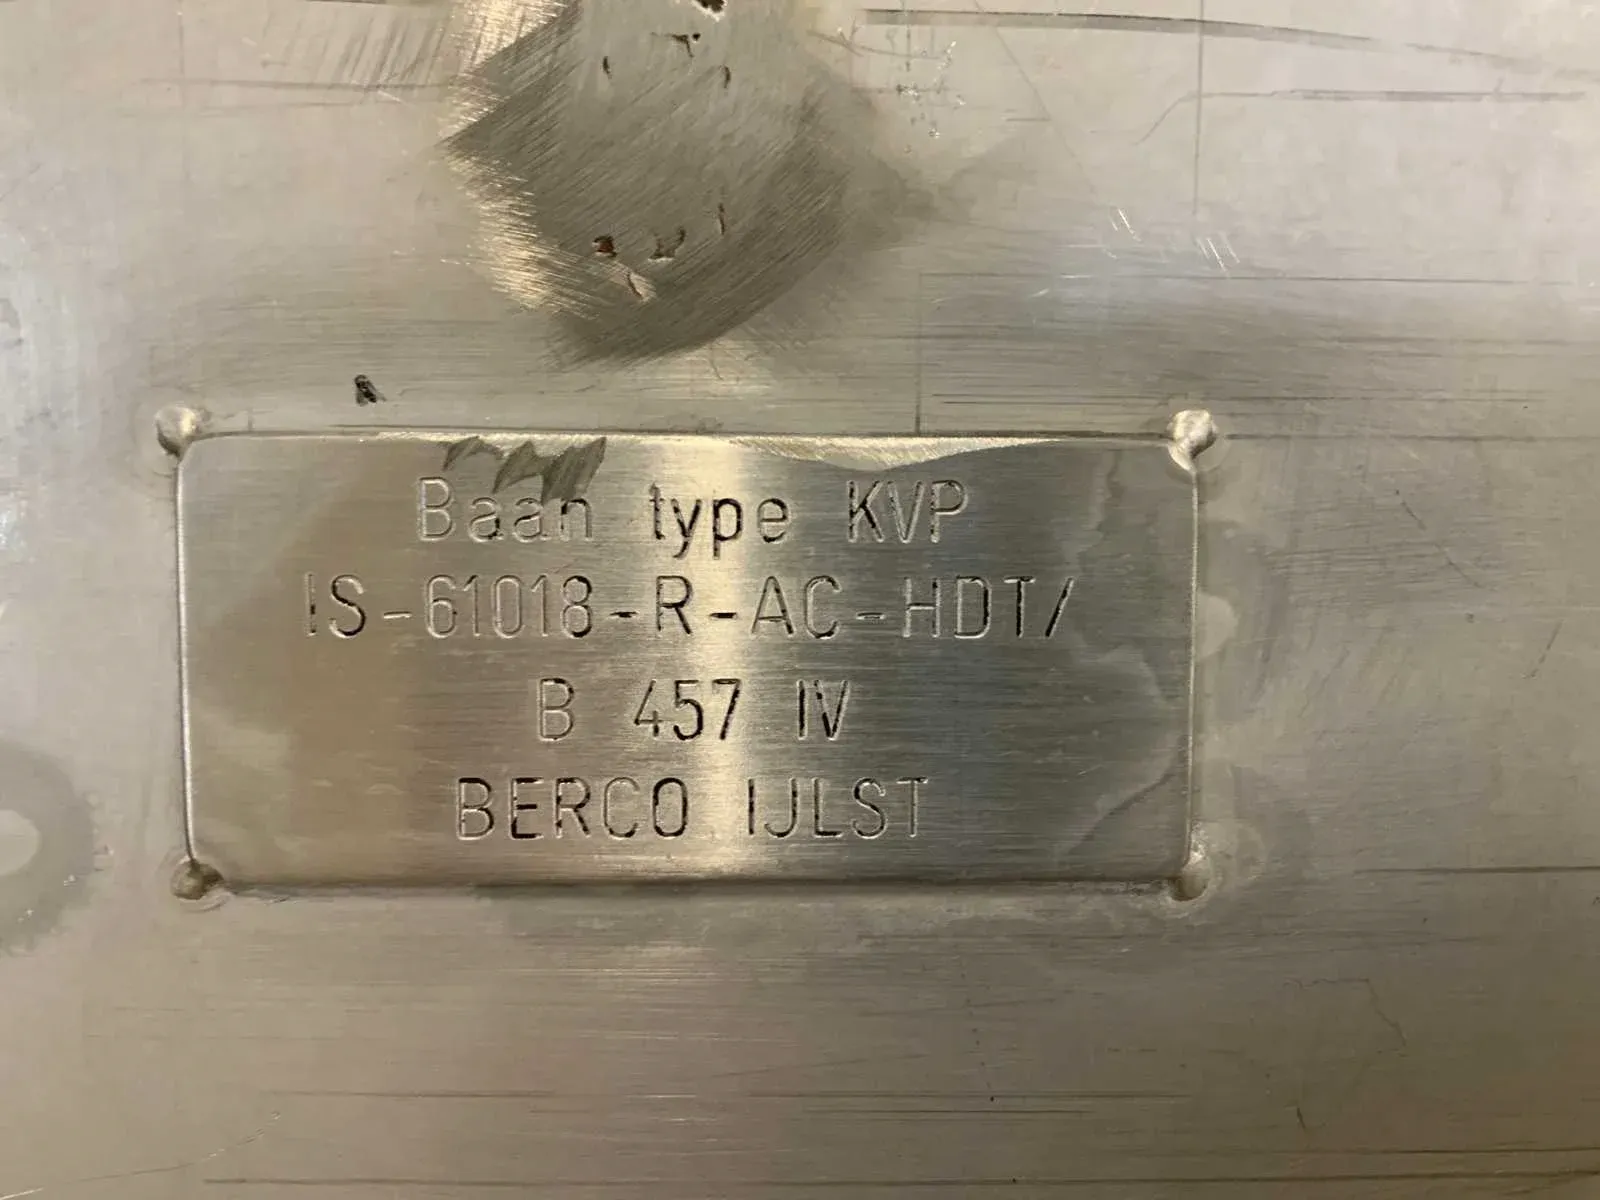 Baan type KVP
IS-61018-R-AC-HDT/
B 457 IV
BERCO IJLST